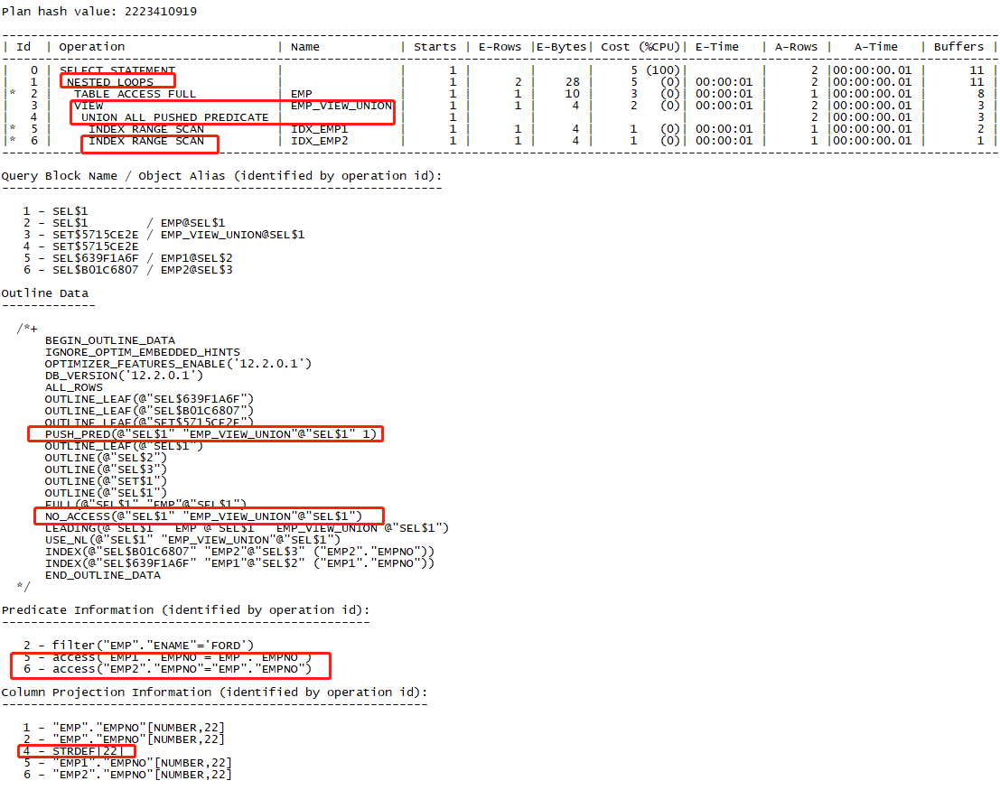 Plan hash value: 2223410919
---------------------------------------------------------------------------------------------------------------------------------------
| Id  | Operation                      | Name           | Starts | E-Rows |E-Bytes| Cost (%CPU)| E-Time   | A-Rows |   A-Time   | Buffers |
---------------------------------------------------------------------------------------------------------------------------------------
|   0 | SELECT STATEMENT               |                |      1 |        |       |     5 (100)|          |      2 |00:00:00.01 |      11 |
|   1 |  NESTED LOOPS                  |                |      1 |      2 |    28 |     5   (0)| 00:00:01 |      2 |00:00:00.01 |      11 |
|*  2 |   TABLE ACCESS FULL            | EMP            |      1 |      1 |    10 |     3   (0)| 00:00:01 |      1 |00:00:00.01 |       8 |
|   3 |   VIEW                         | EMP_VIEW_UNION |      1 |      1 |     4 |     2   (0)| 00:00:01 |      2 |00:00:00.01 |       3 |
|   4 |    UNION ALL PUSHED PREDICATE  |                |      1 |        |       |            |          |      2 |00:00:00.01 |       3 |
|*  5 |     INDEX RANGE SCAN           | IDX_EMP1       |      1 |      1 |     4 |     1   (0)| 00:00:01 |      1 |00:00:00.01 |       2 |
|*  6 |     INDEX RANGE SCAN           | IDX_EMP2       |      1 |      1 |     4 |     1   (0)| 00:00:01 |      1 |00:00:00.01 |       1 |
---------------------------------------------------------------------------------------------------------------------------------------
Query Block Name / Object Alias (identified by operation id):
-------------------------------------------------------------
1 - SEL$1
2 - SEL$1        / EMP@SEL$1
3 - SET$5715CE2E / EMP_VIEW_UNION@SEL$1
4 - SET$5715CE2E
5 - SEL$639F1A6F / EMP1@SEL$2
6 - SEL$B01C6807 / EMP2@SEL$3
Outline Data
-------------
/*+
BEGIN_OUTLINE_DATA
IGNORE_OPTIM_EMBEDDED_HINTS
OPTIMIZER_FEATURES_ENABLE('12.2.0.1')
DB_VERSION('12.2.0.1')
ALL_ROWS
OUTLINE_LEAF(@"SEL$639F1A6F")
OUTLINE_LEAF(@"SEL$B01C6807")
OUTLINE_LEAF(@"SET$5715CE2E")
PUSH_PRED(@"SEL$1" "EMP_VIEW_UNION"@"SEL$1" 1)
OUTLINE_LEAF(@"SEL$1")
OUTLINE(@"SEL$2")
OUTLINE(@"SEL$3")
OUTLINE(@"SET$1")
OUTLINE(@"SEL$1")
FULL(@"SEL$1" "EMP"@"SEL$1")
NO_ACCESS(@"SEL$1" "EMP_VIEW_UNION"@"SEL$1")
LEADING(@"SEL$1" "EMP"@"SEL$1" "EMP_VIEW_UNION"@"SEL$1")
USE_NL(@"SEL$1" "EMP_VIEW_UNION"@"SEL$1")
INDEX(@"SEL$B01C6807" "EMP2"@"SEL$3" ("EMP2"."EMPNO"))
INDEX(@"SEL$639F1A6F" "EMP1"@"SEL$2" ("EMP1"."EMPNO"))
END_OUTLINE_DATA
*/
Predicate Information (identified by operation id):
---------------------------------------------------
2 - filter("EMP"."ENAME"='FORD')
5 - access("EMP1"."EMPNO"="EMP"."EMPNO")
6 - access("EMP2"."EMPNO"="EMP"."EMPNO")
Column Projection Information (identified by operation id):
-----------------------------------------------------------
1 - "EMP"."EMPNO"[NUMBER,22]
2 - "EMP"."EMPNO"[NUMBER,22]
4 - STRDEF[22]
5 - "EMP1"."EMPNO"[NUMBER,22]
6 - "EMP2"."EMPNO"[NUMBER,22]